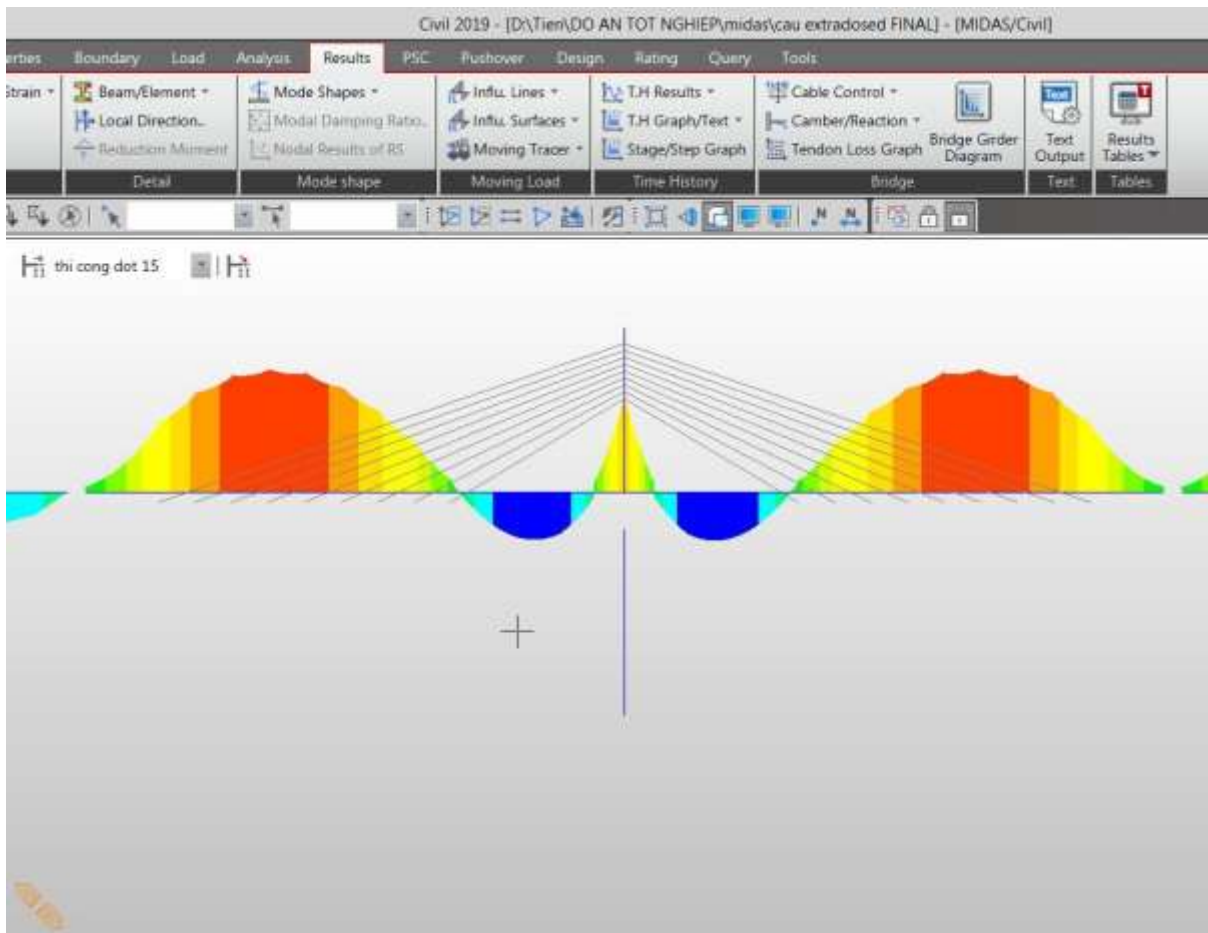 Civil 2019 - [D:\Tien\DO AN TOT NGHIEP\midas\cau extradosed FINAL] - [MIDAS/Civil]
erties Boundary Load Analysis Results PSC Pushover Design Rating Query Tools
Strain Beam/Element Mode Shapes Influ. Lines T.H Results Cable Control
Local Direction.. Modal Damping Ratio.. Influ. Surfaces T.H Graph/Text Camber/Reaction Bridge Girder Diagram Text Output Results Tables
Reduction Moment Nodal Results of RS Moving Tracer Stage/Step Graph Tendon Loss Graph
Detail Mode shape Moving Load Time History Bridge Text Tables
thi cong dot 15